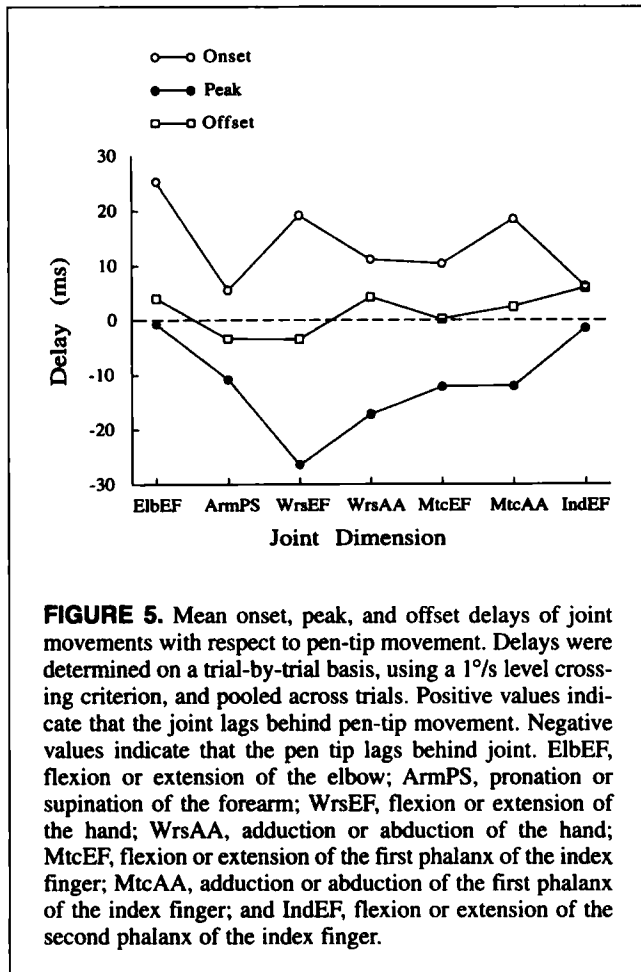 Onset
Peak
Offset
30
20
10
0
-10
-20
-30
Delay (ms)
ElbEF ArmPS WrsEF WrsAA MtcEF MtcAA IndEF
Joint Dimension
FIGURE 5. Mean onset, peak, and offset delays of joint
movements with respect to pen-tip movement. Delays were
determined on a trial-by-trial basis, using a 1°/s level cross-
ing criterion, and pooled across trials. Positive values indi-
cate that the joint lags behind pen-tip movement. Negative
values indicate that the pen tip lags behind joint. ElbEF,
flexion or extension of the elbow; ArmPS, pronation or
supination of the forearm; WrsEF, flexion or extension of
the hand; WrsAA, adduction or abduction of the hand;
MtcEF, flexion or extension of the first phalanx of the index
finger; MtcAA, adduction or abduction of the first phalanx
of the index finger; and IndEF, flexion or extension of the
second phalanx of the index finger.